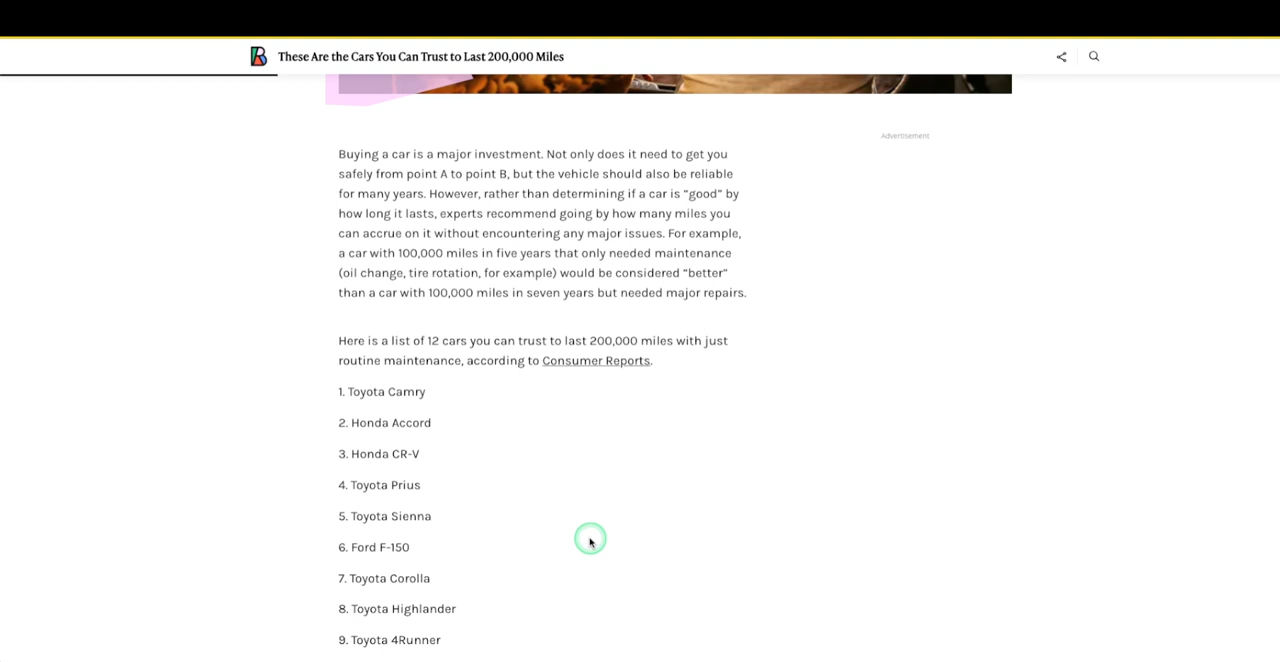 These Are the Cars You Can Trust to Last 200,000 Miles
Advertisement
Buying a car is a major investment. Not only does it need to get you
safely from point A to point B, but the vehicle should also be reliable
for many years. However, rather than determining if a car is “good” by
how long it lasts, experts recommend going by how many miles you
can accrue on it without encountering any major issues. For example,
a car with 100,000 miles in five years that only needed maintenance
(oil change, tire rotation, for example) would be considered “better”
than a car with 100,000 miles in seven years but needed major repairs.
Here is a list of 12 cars you can trust to last 200,000 miles with just
routine maintenance, according to Consumer Reports.
1. Toyota Camry
2. Honda Accord
3. Honda CR-V
4. Toyota Prius
5. Toyota Sienna
6. Ford F-150
7. Toyota Corolla
8. Toyota Highlander
9. Toyota 4Runner